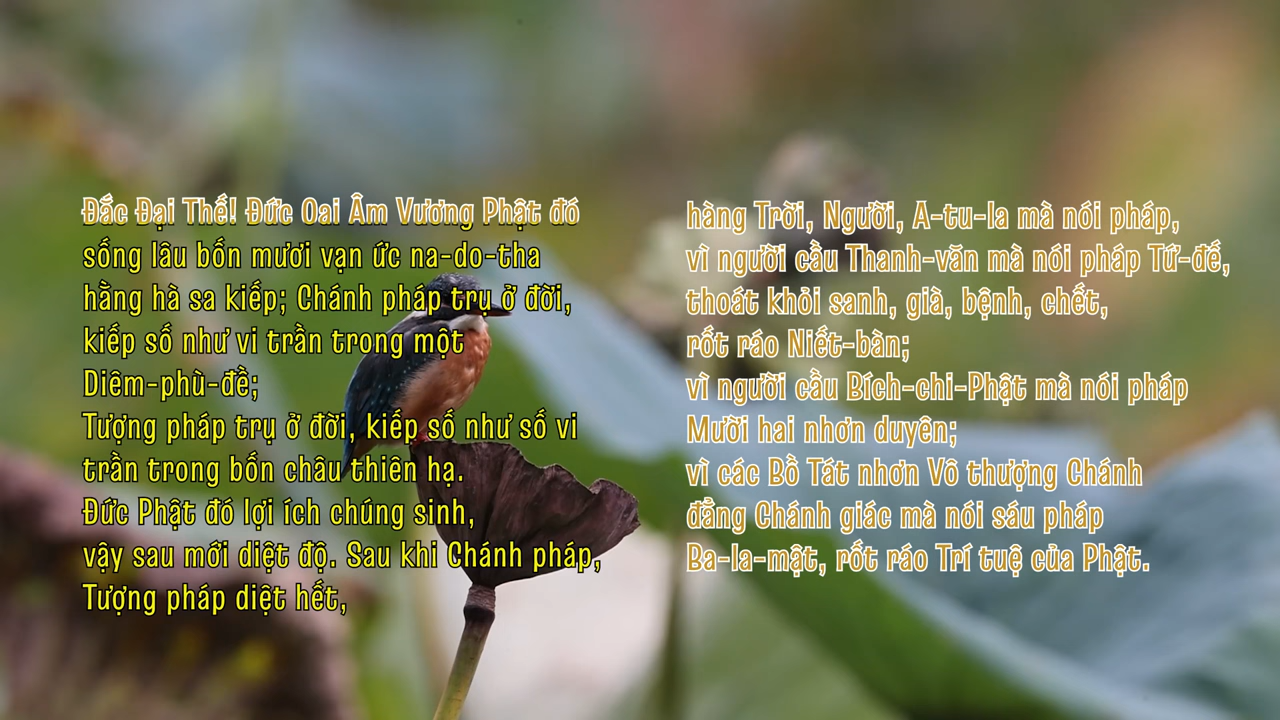 Đắc Đại Thế! Đức Oai Âm Vương Phật đó
sống lâu bốn mươi vạn ức na-do-tha
hằng hà sa kiếp; Chánh pháp trụ ở đời,
kiếp số như vi trần trong một
Diêm-phù-đề;
Tượng pháp trụ ở đời, kiếp số như số vi
trần trong bốn châu thiên hạ.
Đức Phật đó lợi ích chúng sinh,
vậy sau mới diệt độ. Sau khi Chánh pháp,
Tượng pháp diệt hết,
hàng Trời, Người, A-tu-la mà nói pháp,
vì người cầu Thanh-văn mà nói pháp Tứ-đế,
thoát khỏi sanh, già, bệnh, chết,
rốt ráo Niết-bàn;
vì người cầu Bích-chi-Phật mà nói pháp
Mười hai nhơn duyên;
vì các Bồ Tát nhơn Vô thượng Chánh
đẳng Chánh giác mà nói sáu pháp
Ba-la-mật, rốt ráo Trí tuệ của Phật.